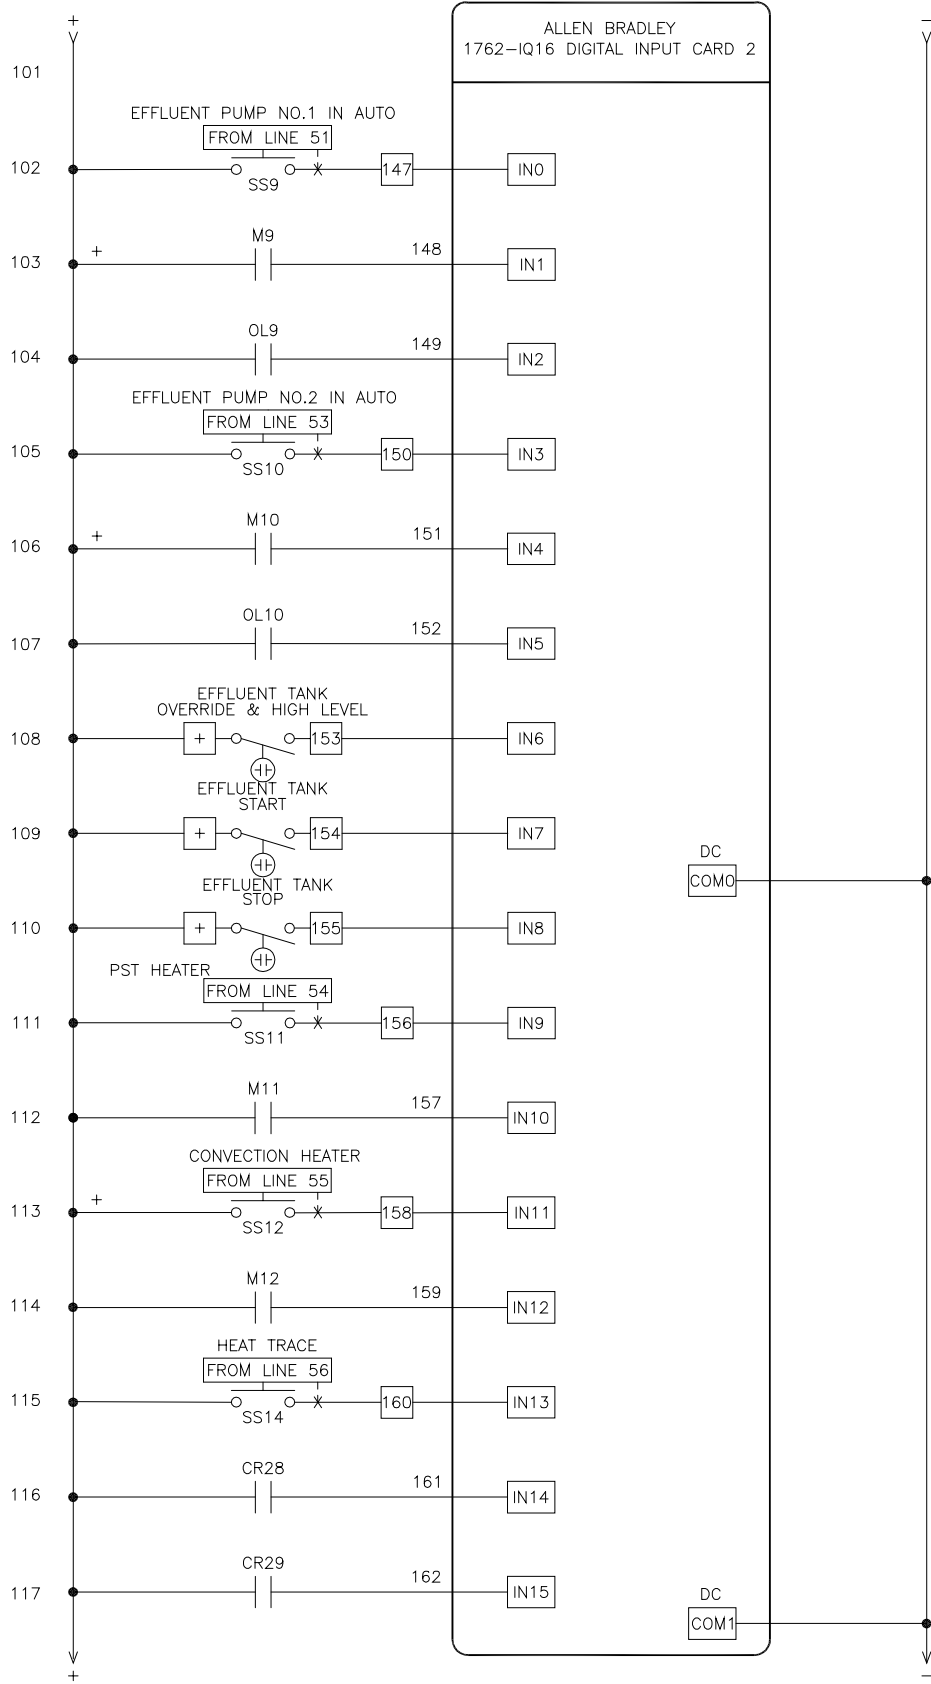 +
−
ALLEN BRADLEY
1762-IQ16 DIGITAL INPUT CARD 2
101
EFFLUENT PUMP NO.1 IN AUTO
FROM LINE 51
102
147
IN0
SS9
M9
+
148
103
IN1
OL9
149
104
IN2
EFFLUENT PUMP NO.2 IN AUTO
FROM LINE 53
105
150
IN3
SS10
M10
+
151
106
IN4
OL10
152
107
IN5
EFFLUENT TANK
OVERRIDE & HIGH LEVEL
108
+
153
IN6
EFFLUENT TANK
START
109
+
154
IN7
DC
COM0
EFFLUENT TANK
STOP
110
+
155
IN8
PST HEATER
FROM LINE 54
111
156
IN9
SS11
M11
157
112
IN10
CONVECTION HEATER
FROM LINE 55
+
113
158
IN11
SS12
M12
159
114
IN12
HEAT TRACE
FROM LINE 56
115
160
IN13
SS14
CR28
161
116
IN14
CR29
162
117
IN15
DC
COM1
+
−